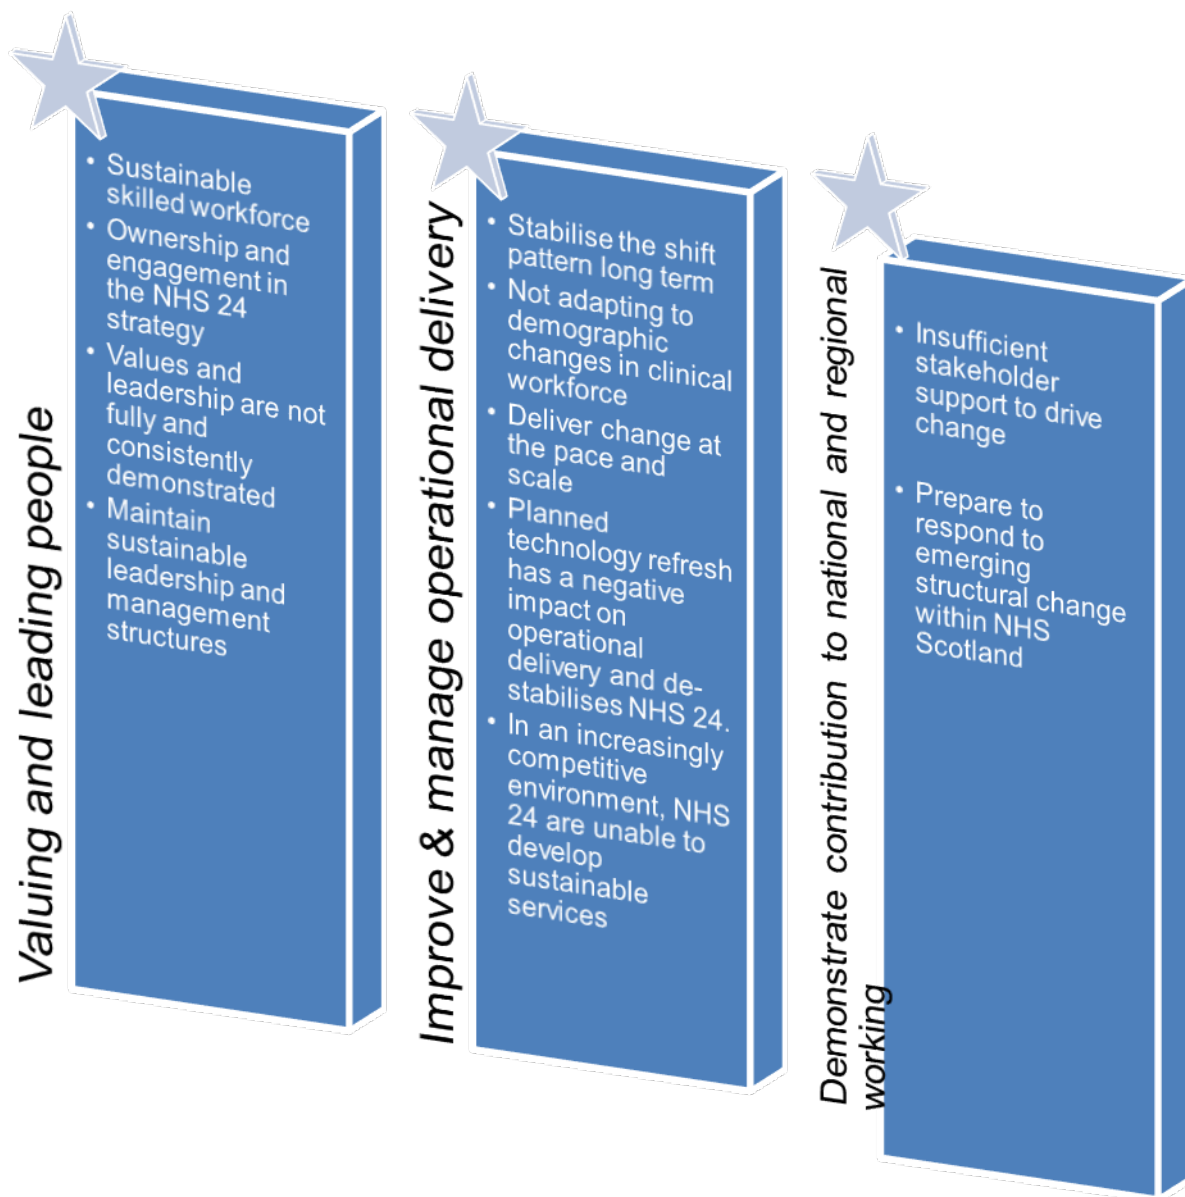 Valuing and leading people
• Sustainable
skilled workforce
• Ownership and
engagement in
the NHS 24
strategy
• Values and
leadership are not
fully and
consistently
demonstrated
• Maintain
sustainable
leadership and
management
structures
Improve & manage operational delivery
• Stabilise the shift
pattern long term
• Not adapting to
demographic
changes in clinical
workforce
• Deliver change at
the pace and
scale
• Planned
technology refresh
has a negative
impact on
operational
delivery and de-
stabilises NHS 24.
• In an increasingly
competitive
environment, NHS
24 are unable to
develop
sustainable
services
Demonstrate contribution to national and regional
working
• Insufficient
stakeholder
support to drive
change
• Prepare to
respond to
emerging
structural change
within NHS
Scotland